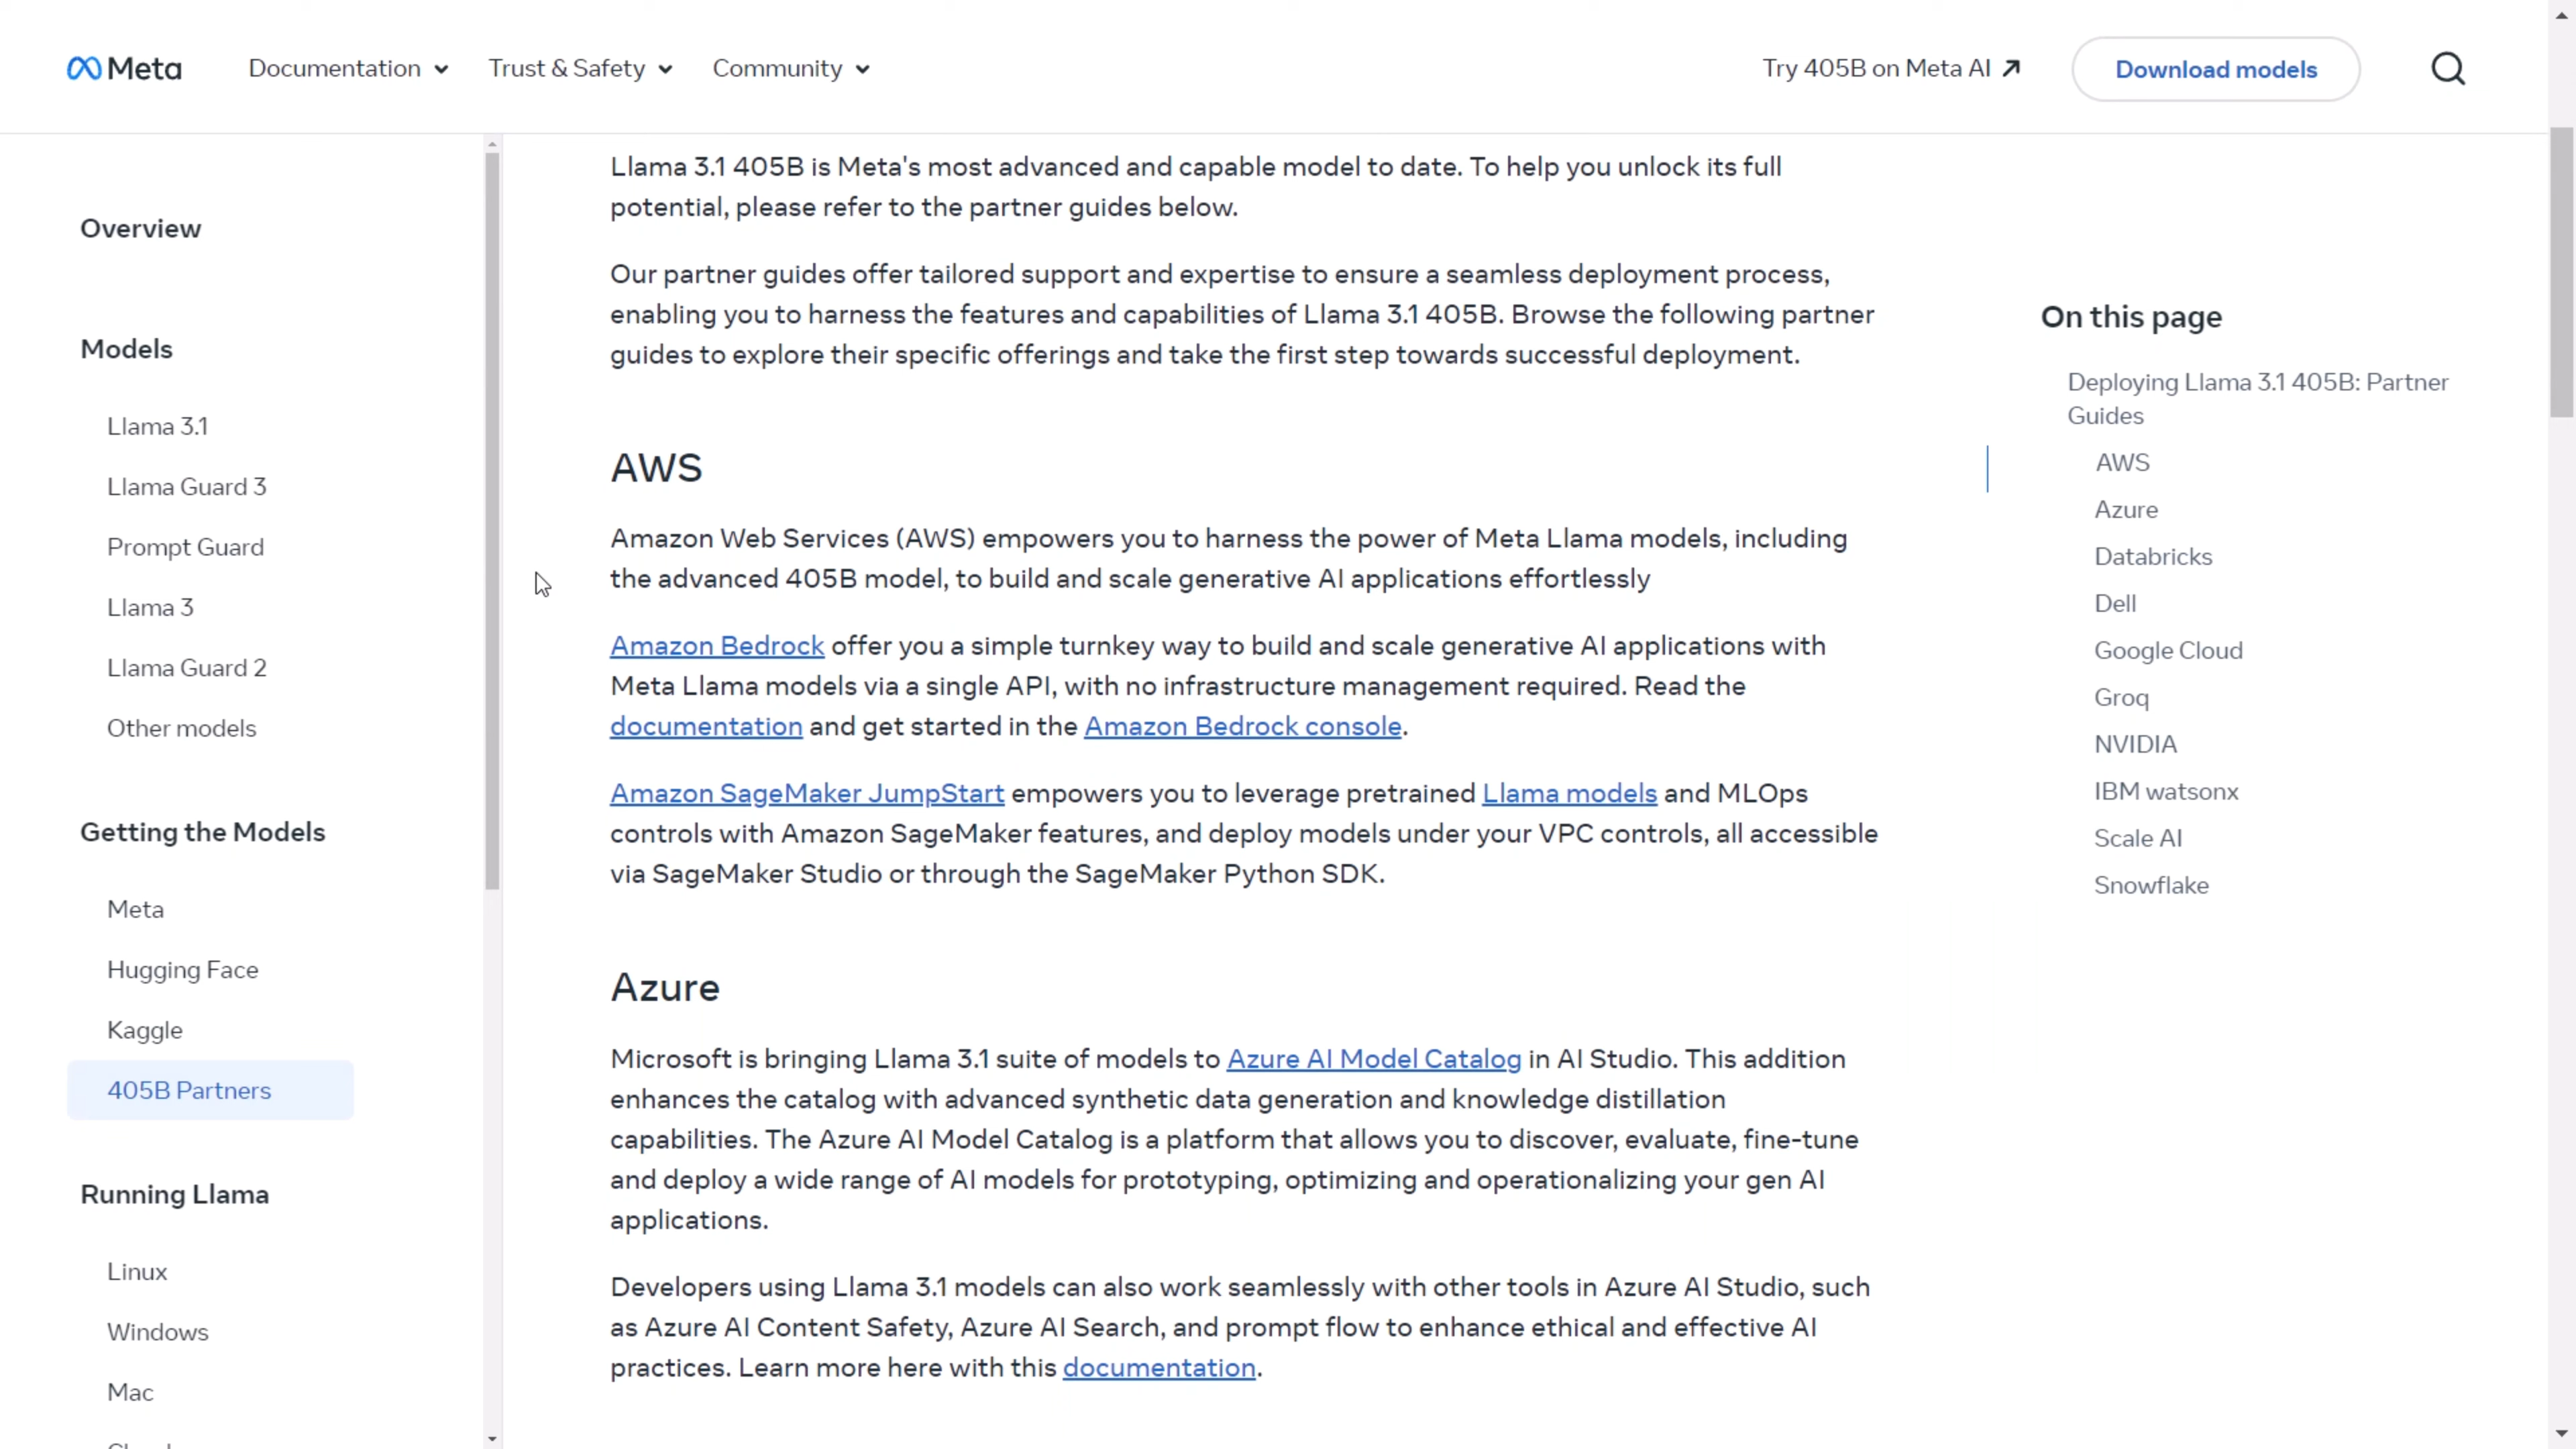 Meta
Documentation
Trust & Safety
Community
Try 405B on Meta AI
Download models
Overview
Models
Llama 3.1
Llama Guard 3
Prompt Guard
Llama 3
Llama Guard 2
Other models
Getting the Models
Meta
Hugging Face
Kaggle
405B Partners
Running Llama
Linux
Windows
Mac
Llama 3.1 405B is Meta's most advanced and capable model to date. To help you unlock its full
potential, please refer to the partner guides below.
Our partner guides offer tailored support and expertise to ensure a seamless deployment process,
enabling you to harness the features and capabilities of Llama 3.1 405B. Browse the following partner
guides to explore their specific offerings and take the first step towards successful deployment.
AWS
Amazon Web Services (AWS) empowers you to harness the power of Meta Llama models, including
the advanced 405B model, to build and scale generative AI applications effortlessly
Amazon Bedrock offer you a simple turnkey way to build and scale generative AI applications with
Meta Llama models via a single API, with no infrastructure management required. Read the
documentation and get started in the Amazon Bedrock console.
Amazon SageMaker JumpStart empowers you to leverage pretrained Llama models and MLOps
controls with Amazon SageMaker features, and deploy models under your VPC controls, all accessible
via SageMaker Studio or through the SageMaker Python SDK.
Azure
Microsoft is bringing Llama 3.1 suite of models to Azure AI Model Catalog in AI Studio. This addition
enhances the catalog with advanced synthetic data generation and knowledge distillation
capabilities. The Azure AI Model Catalog is a platform that allows you to discover, evaluate, fine-tune
and deploy a wide range of AI models for prototyping, optimizing and operationalizing your gen AI
applications.
Developers using Llama 3.1 models can also work seamlessly with other tools in Azure AI Studio, such
as Azure AI Content Safety, Azure AI Search, and prompt flow to enhance ethical and effective AI
practices. Learn more here with this documentation.
On this page
Deploying Llama 3.1 405B: Partner
Guides
AWS
Azure
Databricks
Dell
Google Cloud
Groq
NVIDIA
IBM watsonx
Scale AI
Snowflake